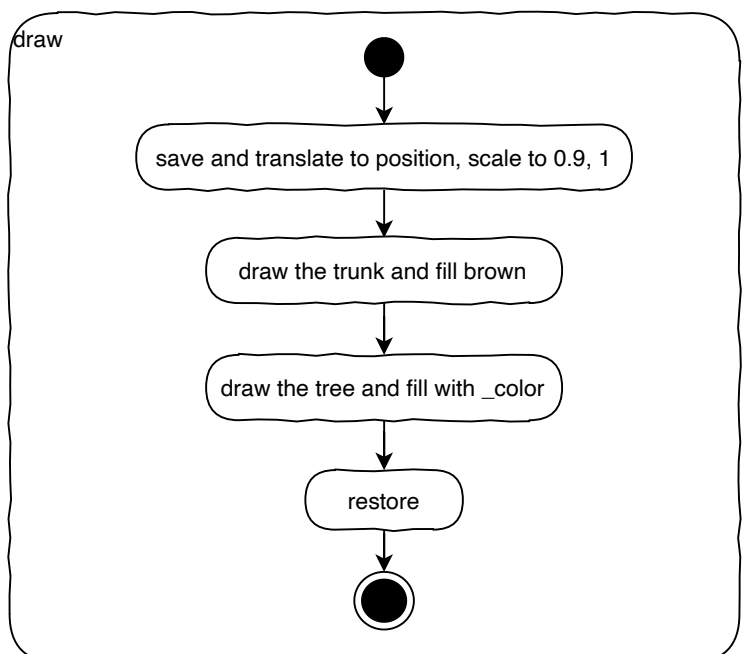 draw
save and translate to position, scale to 0.9, 1
draw the trunk and fill brown
draw the tree and fill with _color
restore